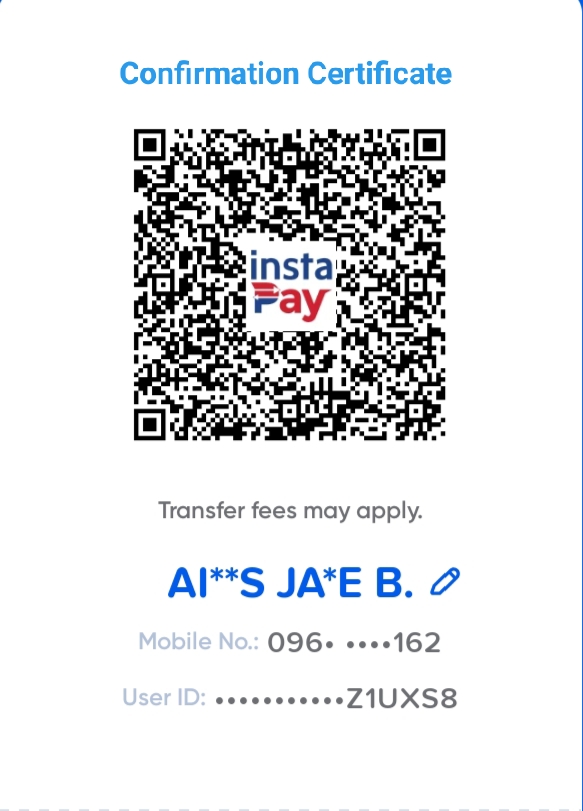 Confirmation Certificate
insta
Pay
Transfer fees may apply.
AI**S JA*E B.
Mobile No.: 096• ••••162
User ID: •••••••••••Z1UXS8